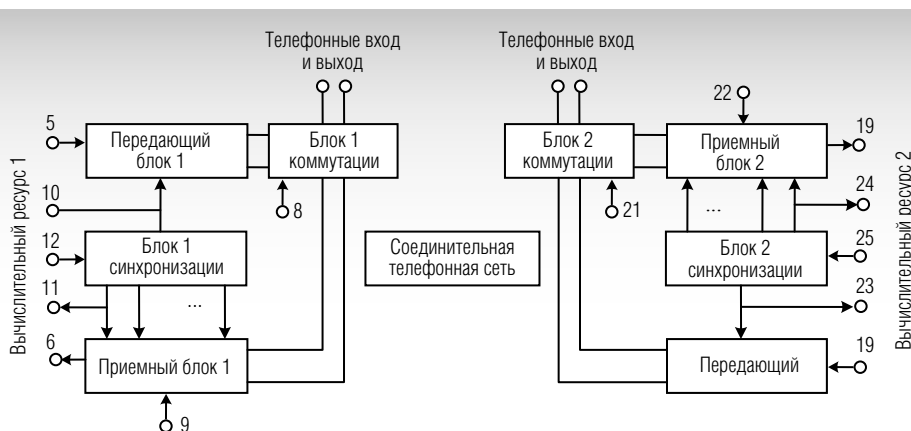 Телефонные вход
и выход
Телефонные вход
и выход
5
Передающий
блок 1
Блок 1
коммутации
Блок 2
коммутации
22
Приемный
блок 2
19
Вычислительный ресурс 1
10
8
21
...
24
Вычислительный ресурс 2
12
Блок 1
синхронизации
Соединительная
телефонная сеть
Блок 2
синхронизации
25
11
...
23
6
Приемный блок 1
Передающий
19
9